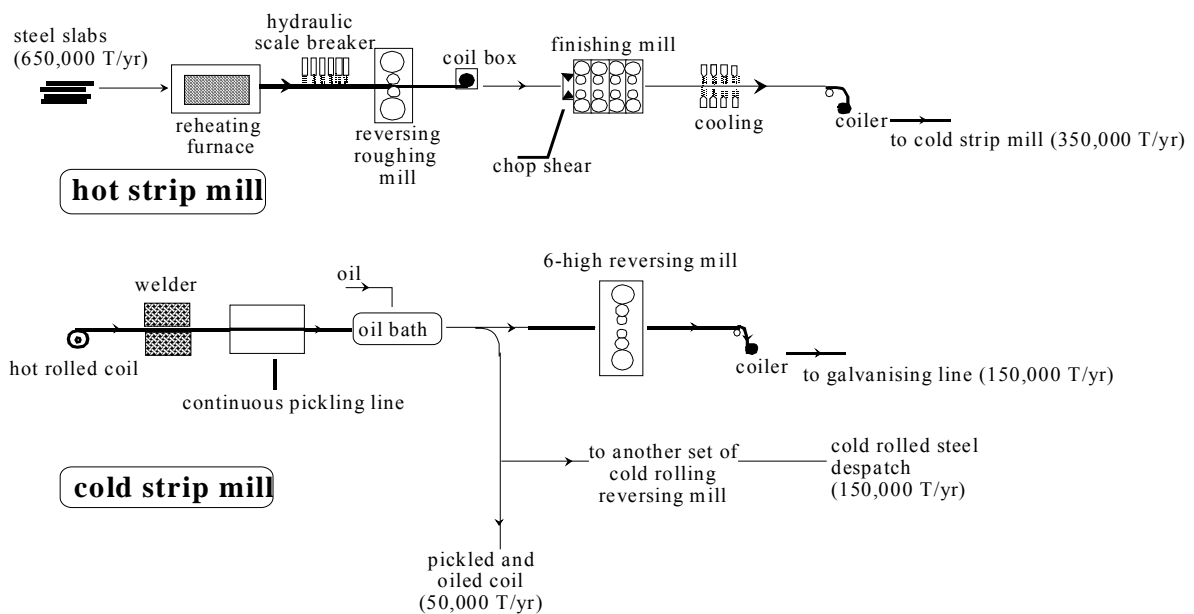 steel slabs
(650,000 T/yr)
reheating
furnace
hydraulic
scale breaker
reversing
roughing
mill
coil box
chop shear
finishing mill
cooling
coiler
to cold strip mill (350,000 T/yr)
hot strip mill
hot rolled coil
welder
continuous pickling line
oil
oil bath
6-high reversing mill
coiler
to galvanising line (150,000 T/yr)
to another set of
cold rolling
reversing mill
cold rolled steel
despatch
(150,000 T/yr)
cold strip mill
pickled and
oiled coil
(50,000 T/yr)